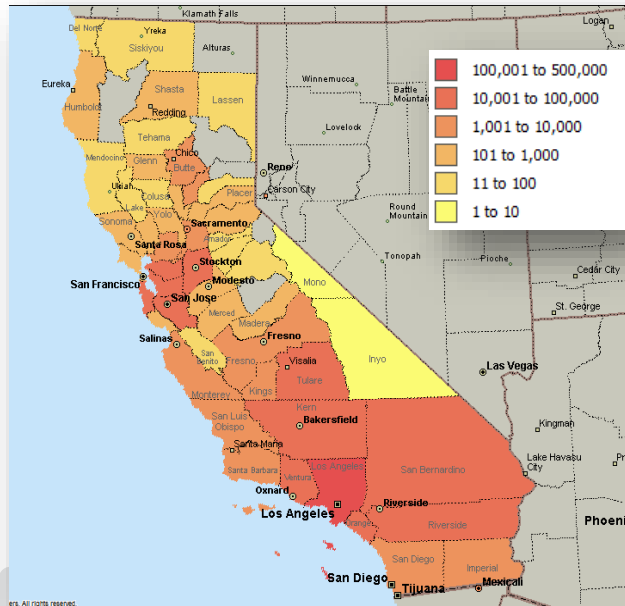 Klamath Falls
Logan
Del Norte
Yreka
Siskiyou
Alturas
Eureka
Humboldt
Shasta
Redding
Lassen
Winnemucca
Battle
Mountain
Tehama
Lovelock
Mendocino
Glenn
Chico
Butte
Ukiah
Colusa
Lake
Placer
Reno
Carson City
Yolo
Sonoma
Sacramento
Amador
Santa Rosa
Round
Mountain
Stockton
Tonopah
Pioche
San Francisco
Modesto
Mono
Cedar City
San Jose
Merced
Madera
St. George
Salinas
San
Benito
Fresno
Fresno
Visalia
Inyo
Las Vegas
Monterey
Kings
Tulare
San Luis
Obispo
Kern
Bakersfield
Kingman
Santa Maria
Santa Barbara
Los Angeles
San Bernardino
Lake Havasu
City
Pr
Ventura
Oxnard
Los Angeles
Riverside
Orange
Riverside
Phoeni
San Diego
Imperial
San Diego
Tijuana
Mexicali
100,001 to 500,000
10,001 to 100,000
1,001 to 10,000
101 to 1,000
11 to 100
1 to 10
ers. All rights reserved.